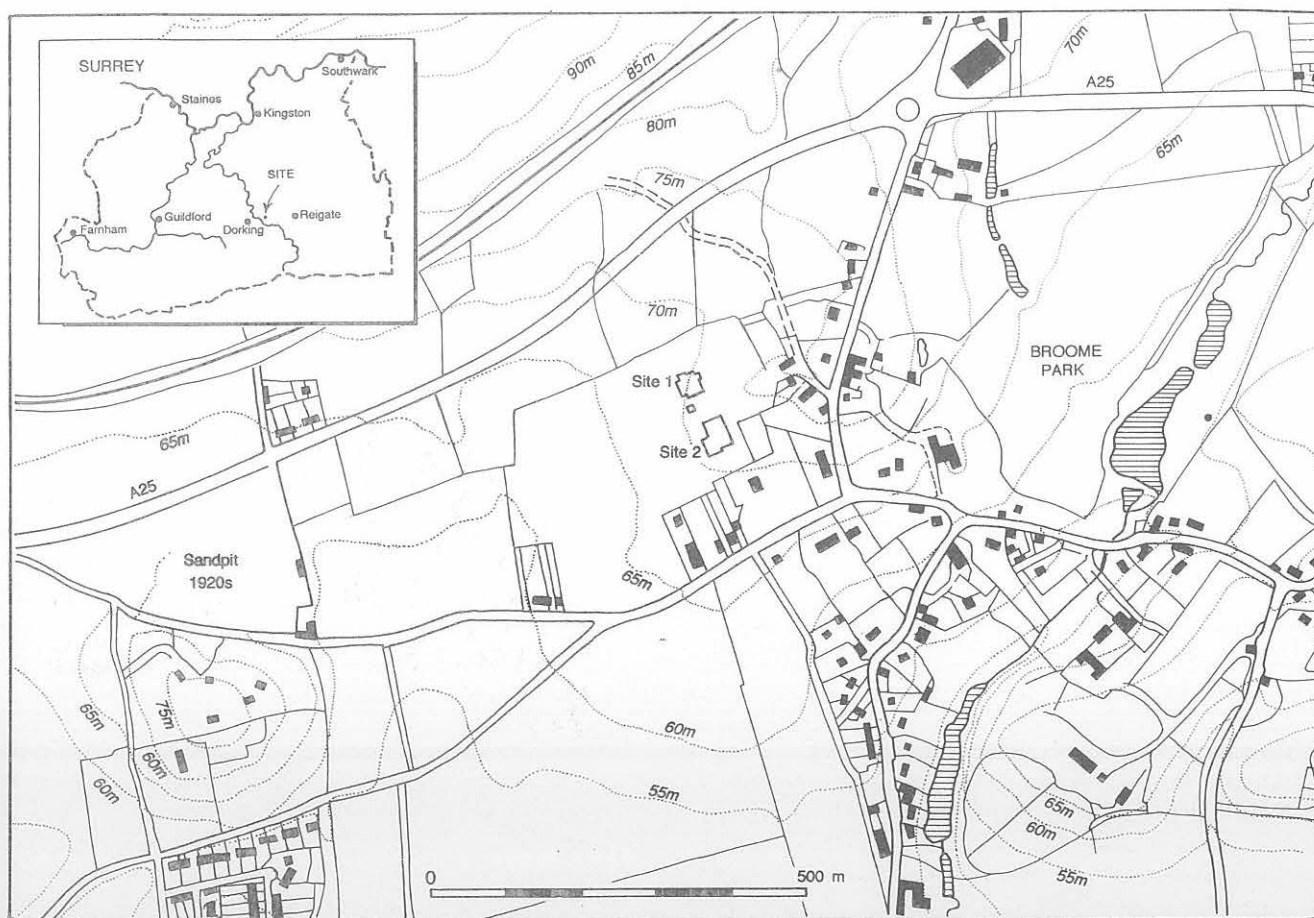 SURREY
Southwark
Staines
Kingston
SITE
Guildford
Reigate
Farnham
Dorking
90m
85m
80m
70m
A25
75m
65m
70m
BROOME
PARK
Site 1
Site 2
65m
A25
Sandpit
1920s
65m
65m
75m
60m
60m
60m
55m
65m
60m
55m
0
500 m